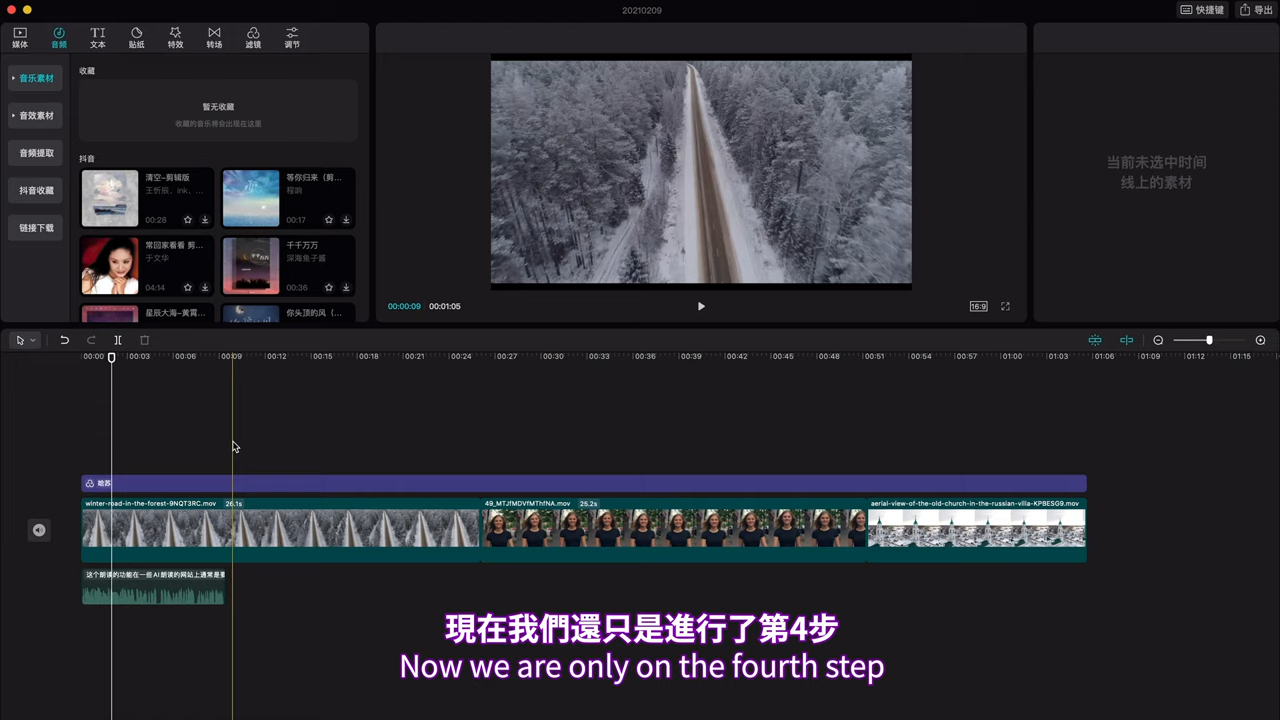 20210209
快捷键
导出
媒体
音频
文本
贴纸
特效
转场
滤镜
调节
音乐素材
音效素材
音频提取
抖音收藏
链接下载
收藏
暂无收藏
收藏的音乐将会出现在这里
抖音
清空-剪辑版
王忻辰、ink、...
00:28
等你归来（剪...
程响
00:17
常回家看看 剪...
于文华
04:14
千千万万
深海鱼子酱
00:36
星辰大海-黄霄...
你头顶的风（...
当前未选中时间
线上的素材
00:00:09
00:01:05
16:9
00:00
00:03
00:06
00:09
00:12
00:15
00:18
00:21
00:24
00:27
00:30
00:33
00:36
00:39
00:42
00:45
00:48
00:51
00:54
00:57
01:00
01:03
01:06
01:09
01:12
01:15
哈苏
winter-road-in-the-forest-9NQT3RC.mov
26.1s
49_MTJfMDVfMThfNA.mov
25.2s
aerial-view-of-the-old-church-in-the-russian-villa-KPBESG9.mov
这个朗读的功能在一些AI朗读的网站上通常是要
現在我們還只是進行了第4步
Now we are only on the fourth step